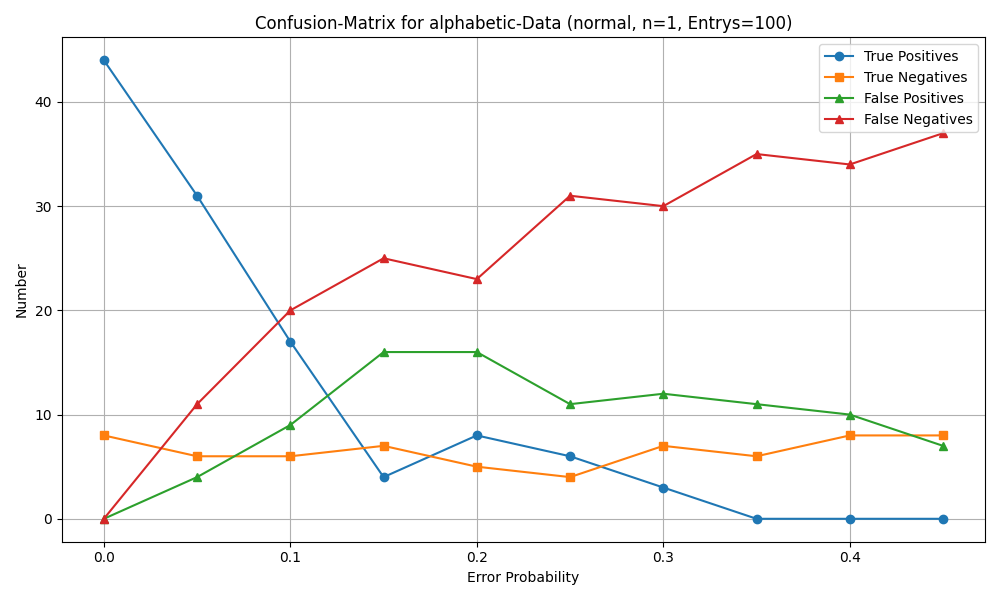 Confusion-Matrix for alphabetic-Data (normal, n=1, Entrys=100)
True Positives
True Negatives
False Positives
False Negatives
Number
40
30
20
10
0
0.0 0.1 0.2 0.3 0.4
Error Probability